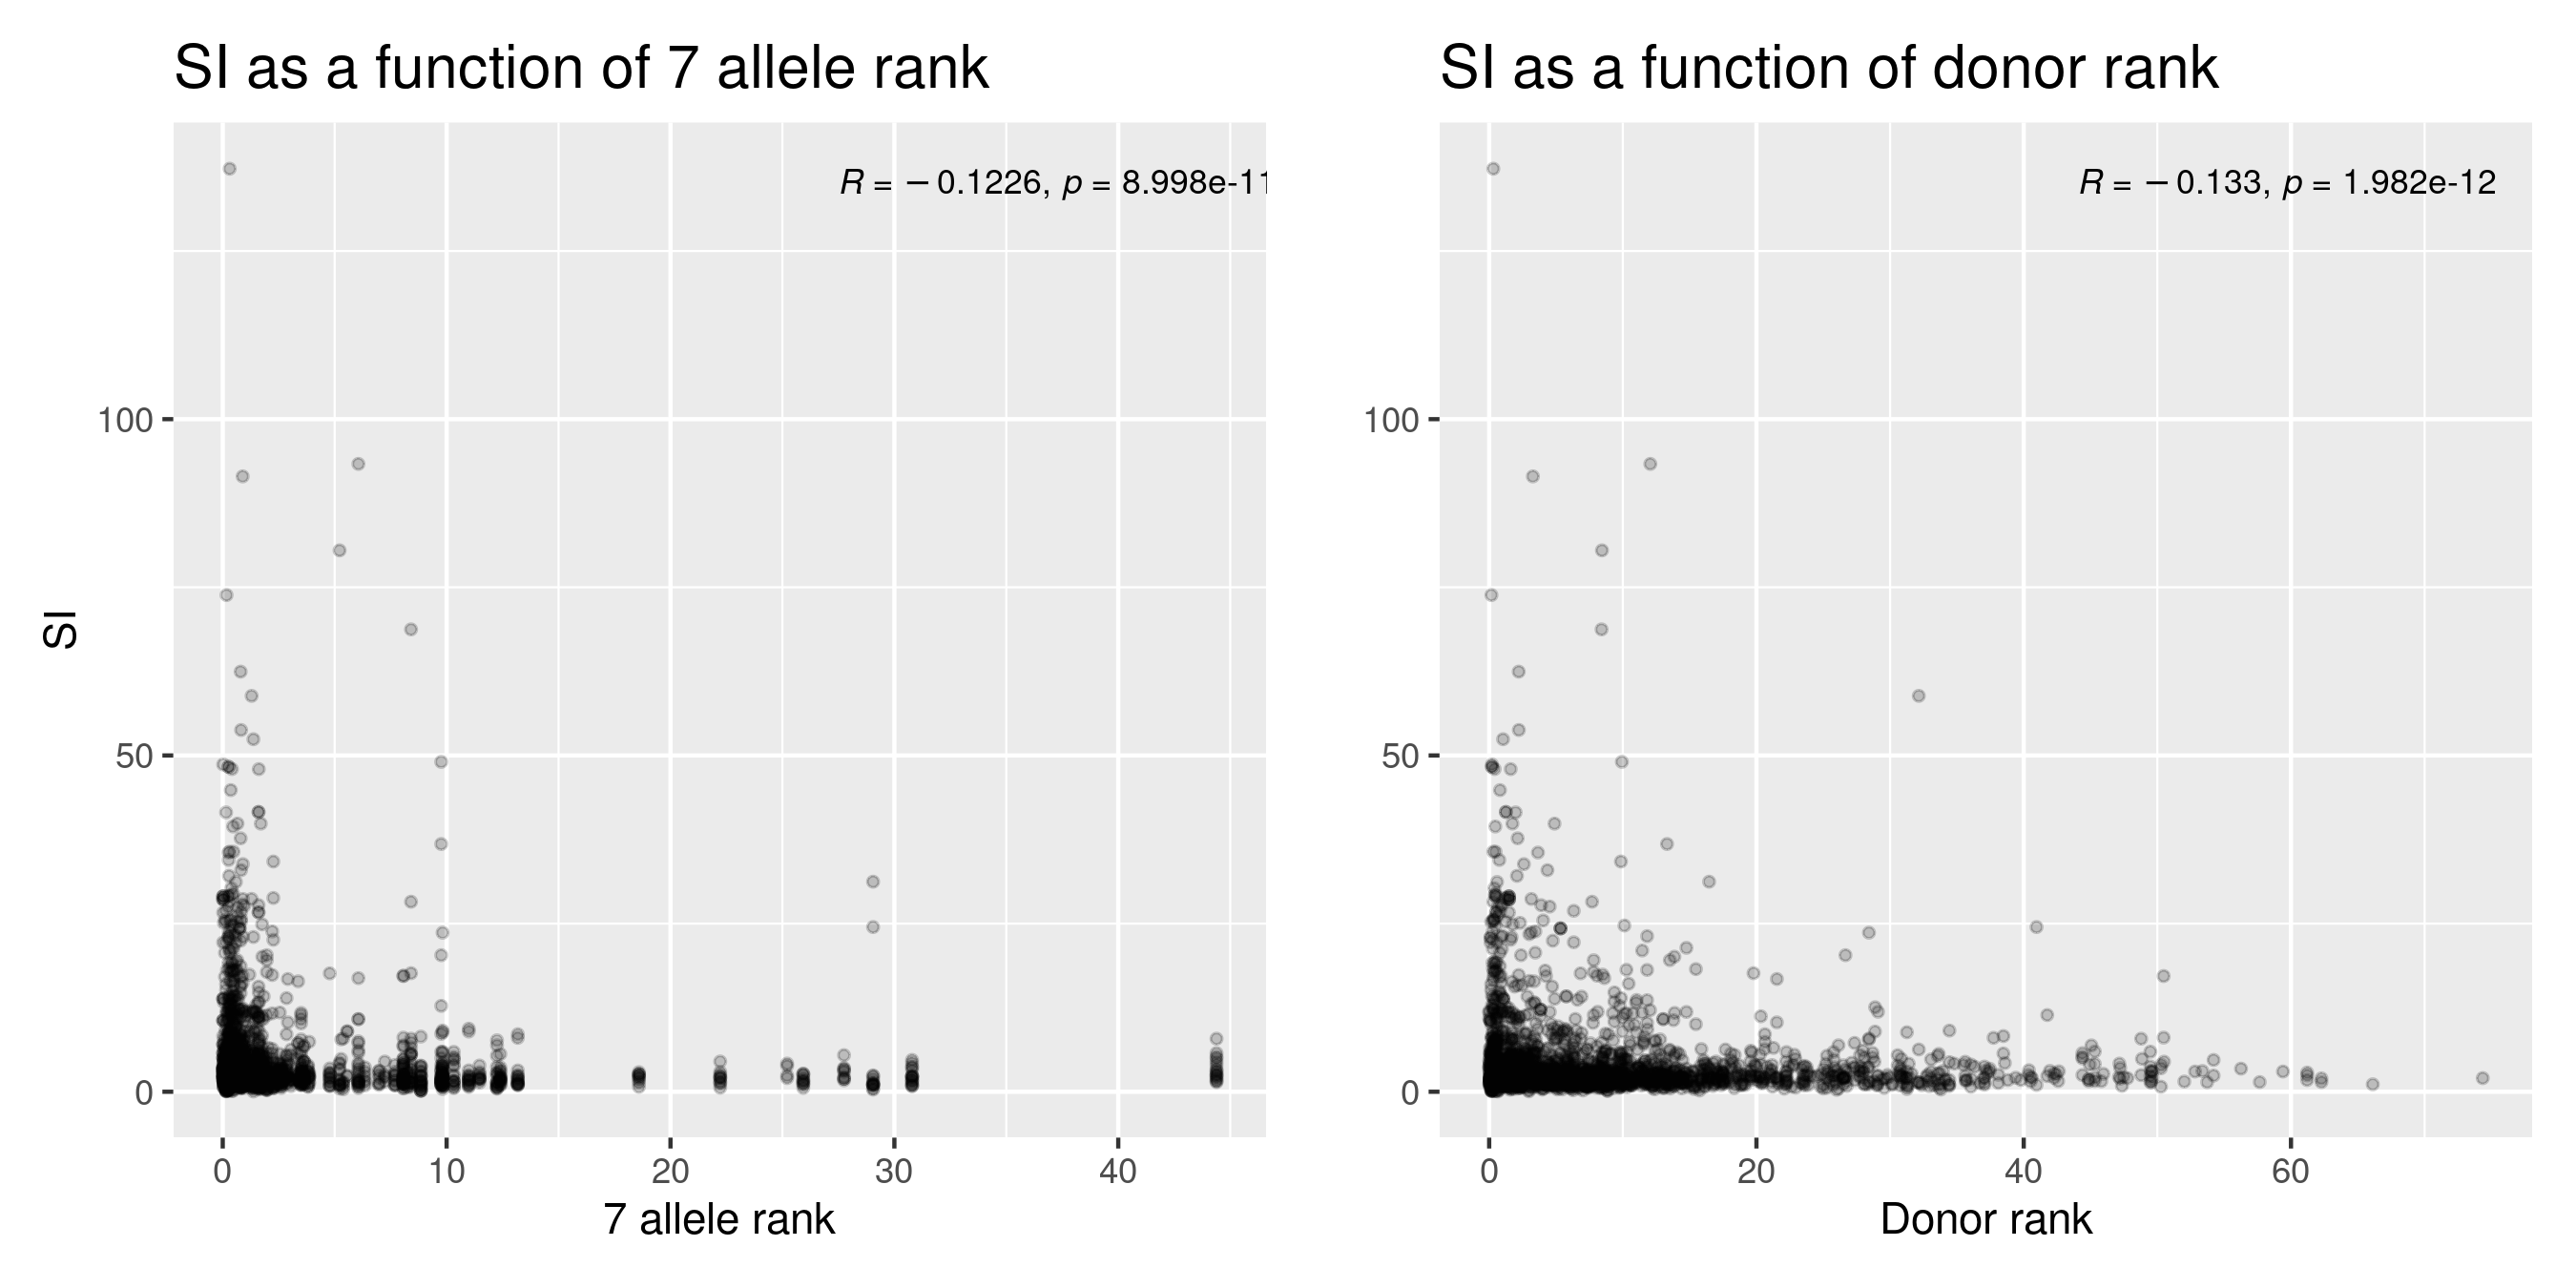 SI as a function of 7 allele rank
R = −0.1226, p = 8.998e-11
100
50
0
SI
0 10 20 30 40
7 allele rank
SI as a function of donor rank
R = −0.133, p = 1.982e-12
100
50
0
0 20 40 60
Donor rank